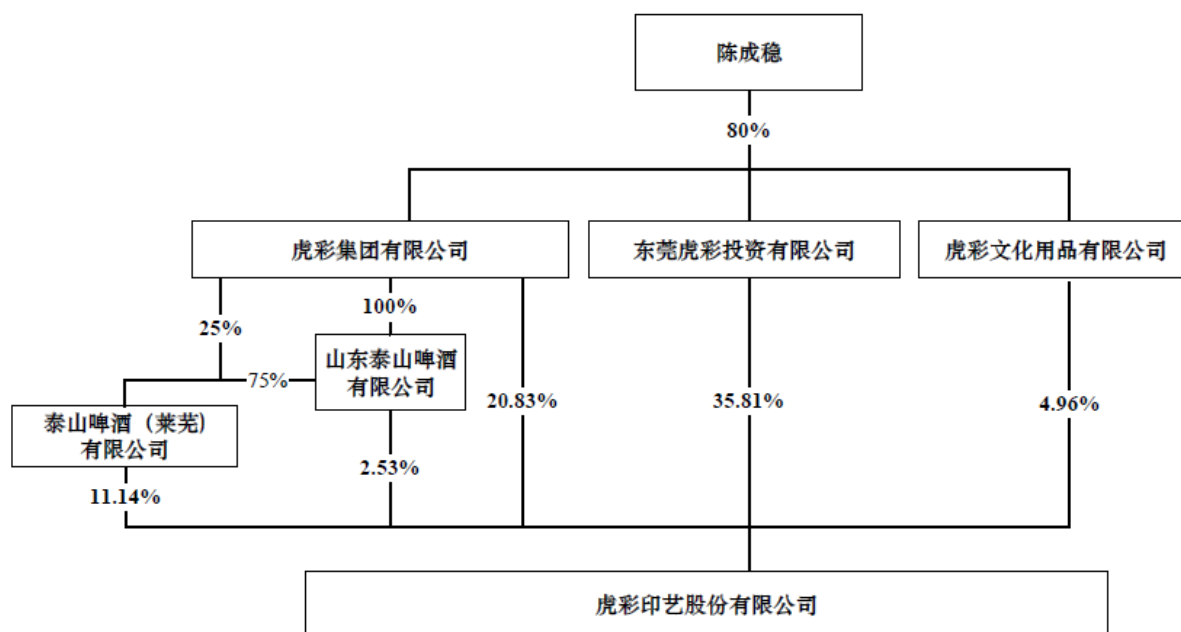 陈成稳
80%
虎彩集团有限公司
东莞虎彩投资有限公司
虎彩文化用品有限公司
100%
25%
山东泰山啤酒
有限公司
75%
20.83%
35.81%
4.96%
泰山啤酒（莱芜)
有限公司
2.53%
11.14%
虎彩印艺股份有限公司